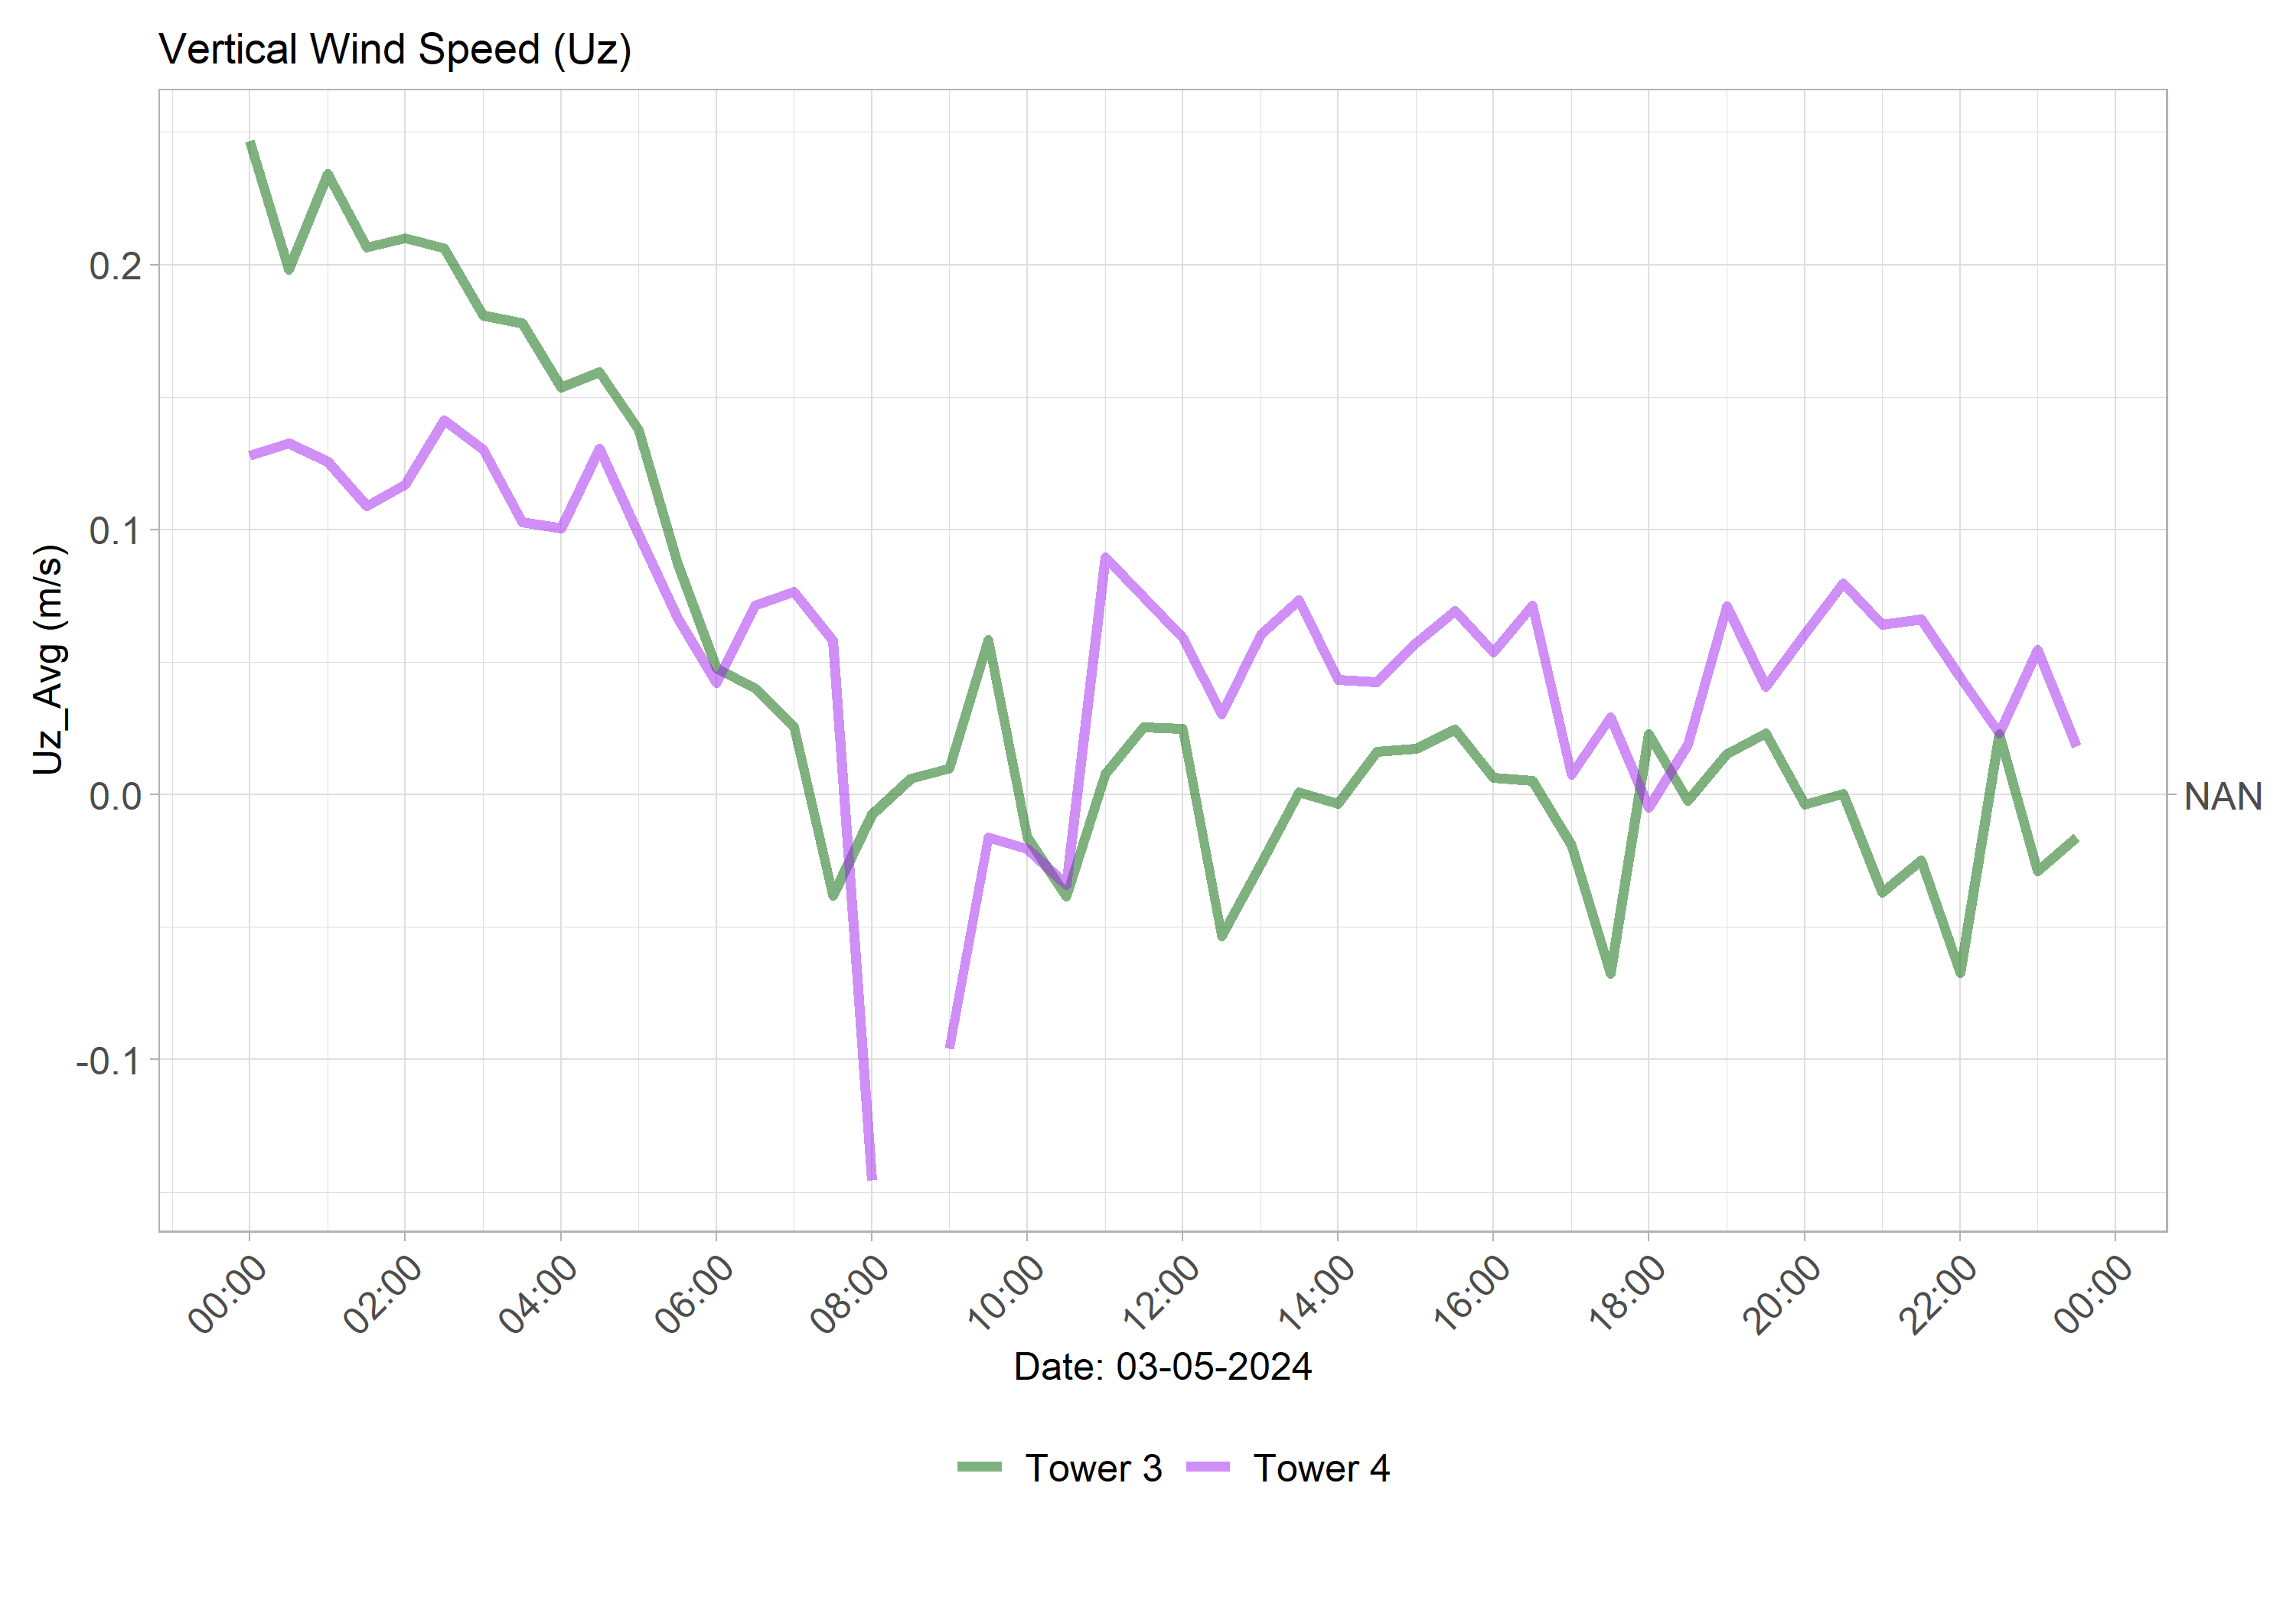 Vertical Wind Speed (Uz)
Uz_Avg (m/s)
0.2
0.1
0.0
-0.1
NAN
00:00 02:00 04:00 06:00 08:00 10:00 12:00 14:00 16:00 18:00 20:00 22:00 00:00
Date: 03-05-2024
Tower 3 Tower 4